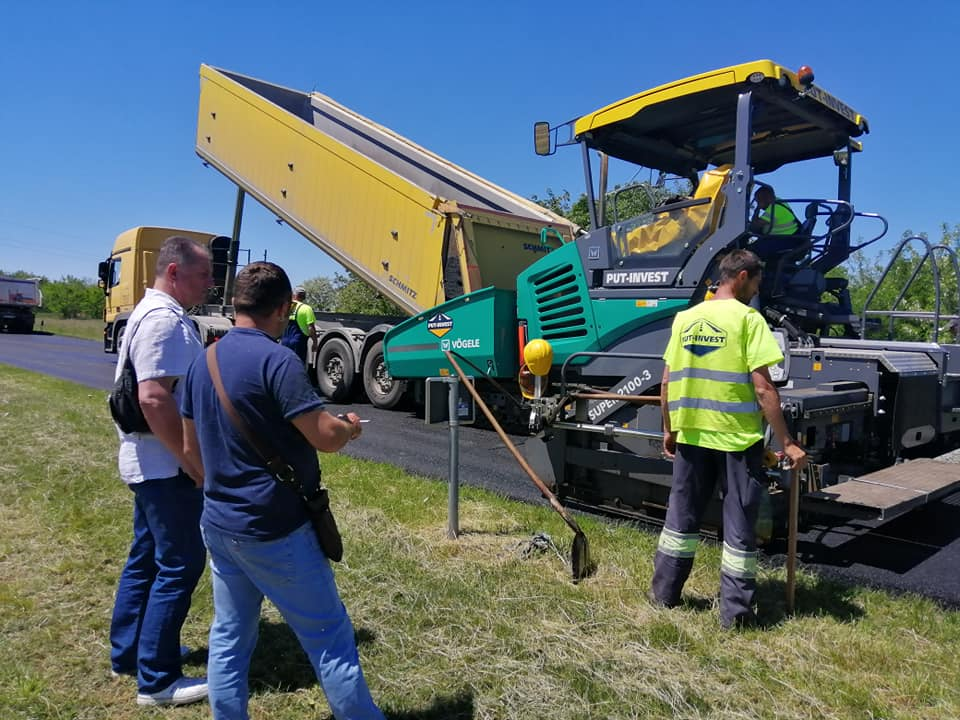 PUT-INVEST
SCHMITZ
SCHMITZ
PUT-INVEST
PUT-INVEST
VÖGELE
SUPER 2100-3
PUT-INVEST